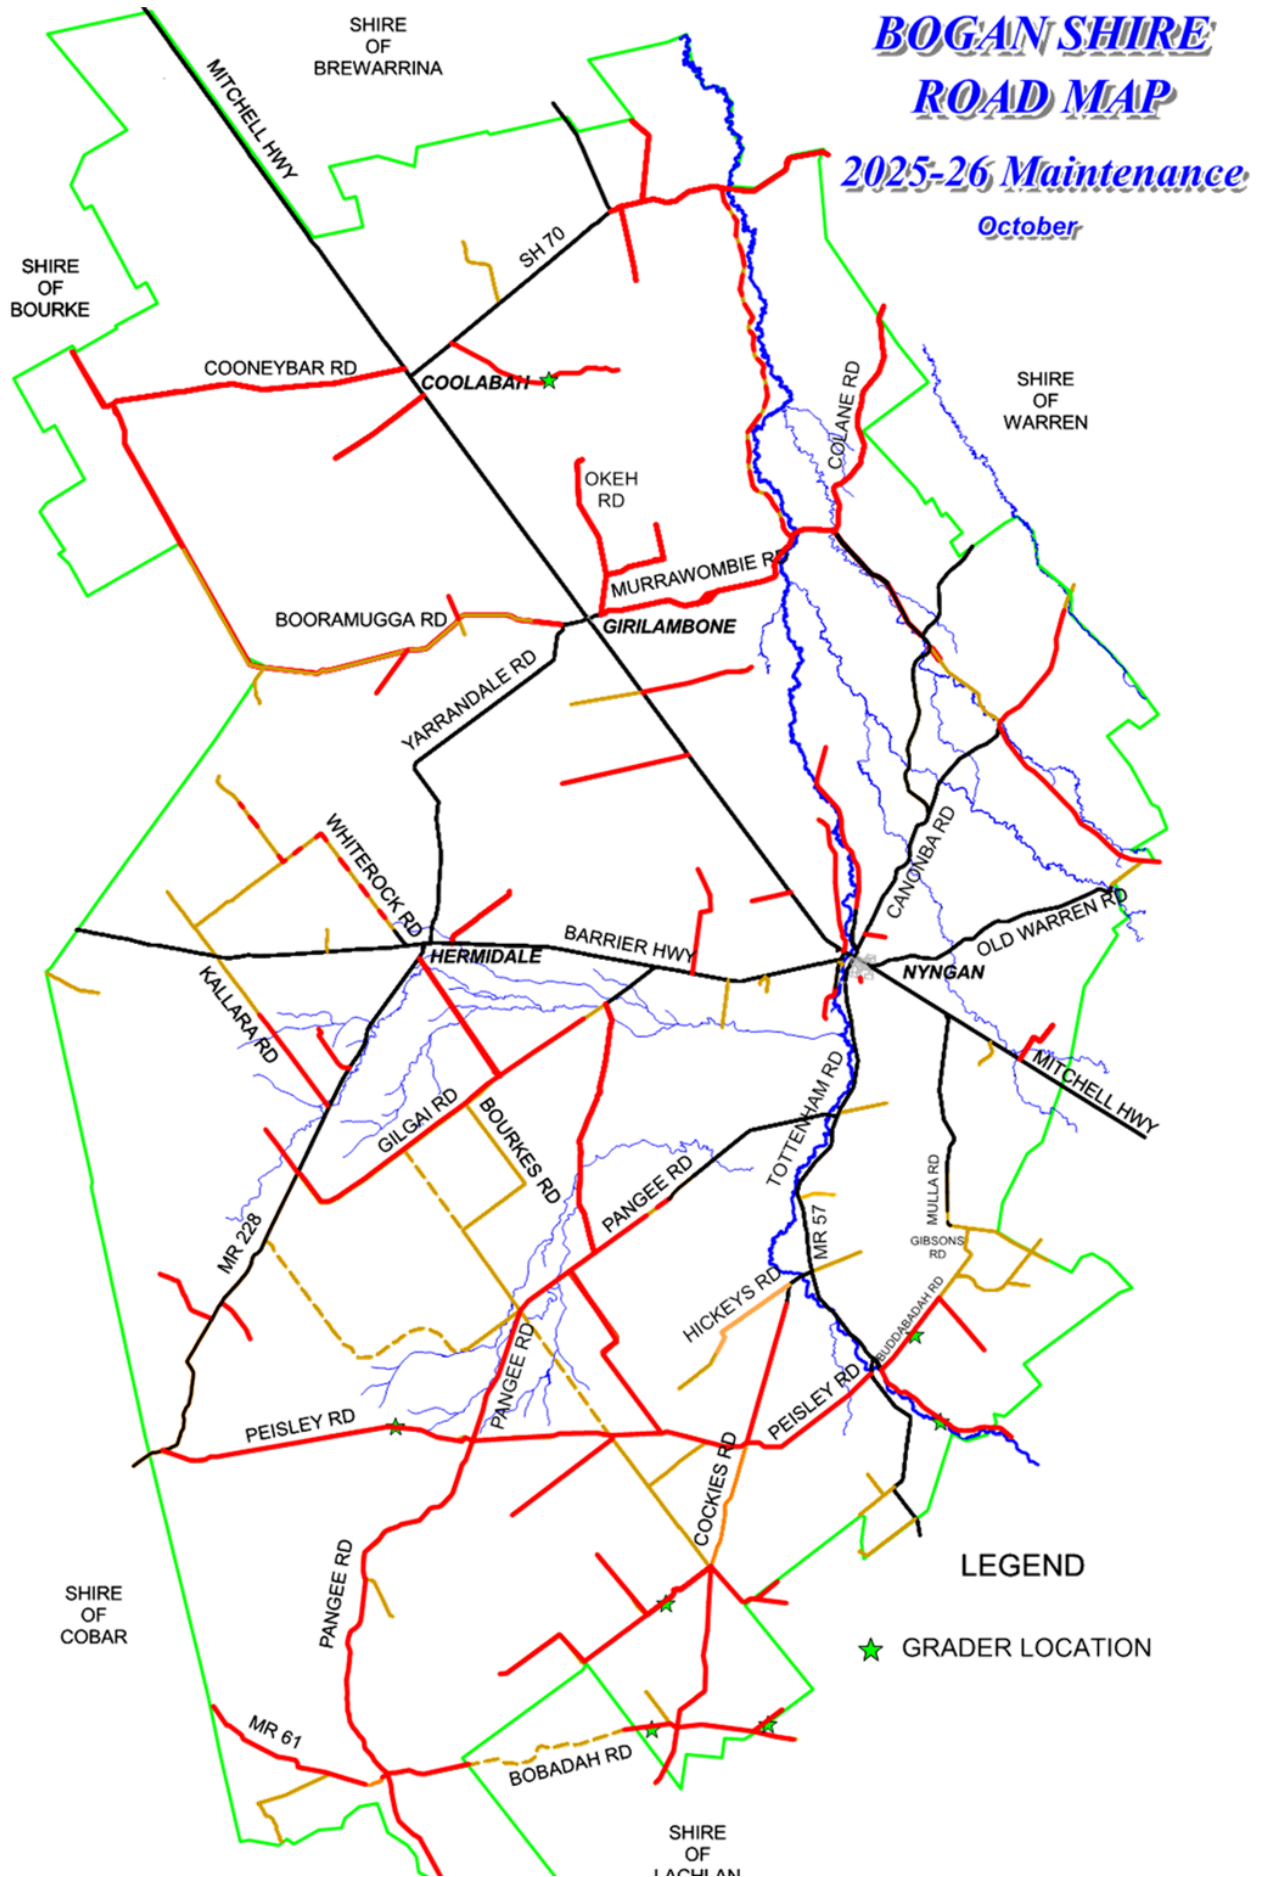 BOGAN SHIRE
ROAD MAP
2025-26 Maintenance
October
SHIRE
OF
BREWARRINA
MITCHELL HWY
SH 70
SHIRE
OF
BOURKE
COONEYBAR RD
COOLABAH
SHIRE
OF
WARREN
COLANE RD
OKEH
RD
MURRAWOMBIE RD
BOORAMUGGA RD
GIRILAMBONE
YARRANDALE RD
WHITEROCK RD
CANONBA RD
BARRIER HWY
OLD WARREN RD
HERMIDALE
NYNGAN
KALLARA RD
MITCHELL HWY
GILGAI RD
BOURKES RD
TOTTENHAM RD
PANGEE RD
MULLA RD
MR 228
MR 57
GIBSONS
RD
HICKEYS RD
BUDDABADAH RD
PANGEE RD
PEISLEY RD
PEISLEY RD
COCKIES RD
LEGEND
PANGEE RD
SHIRE
OF
COBAR
GRADER LOCATION
MR 61
BOBADAH RD
SHIRE
OF
LACHLAN